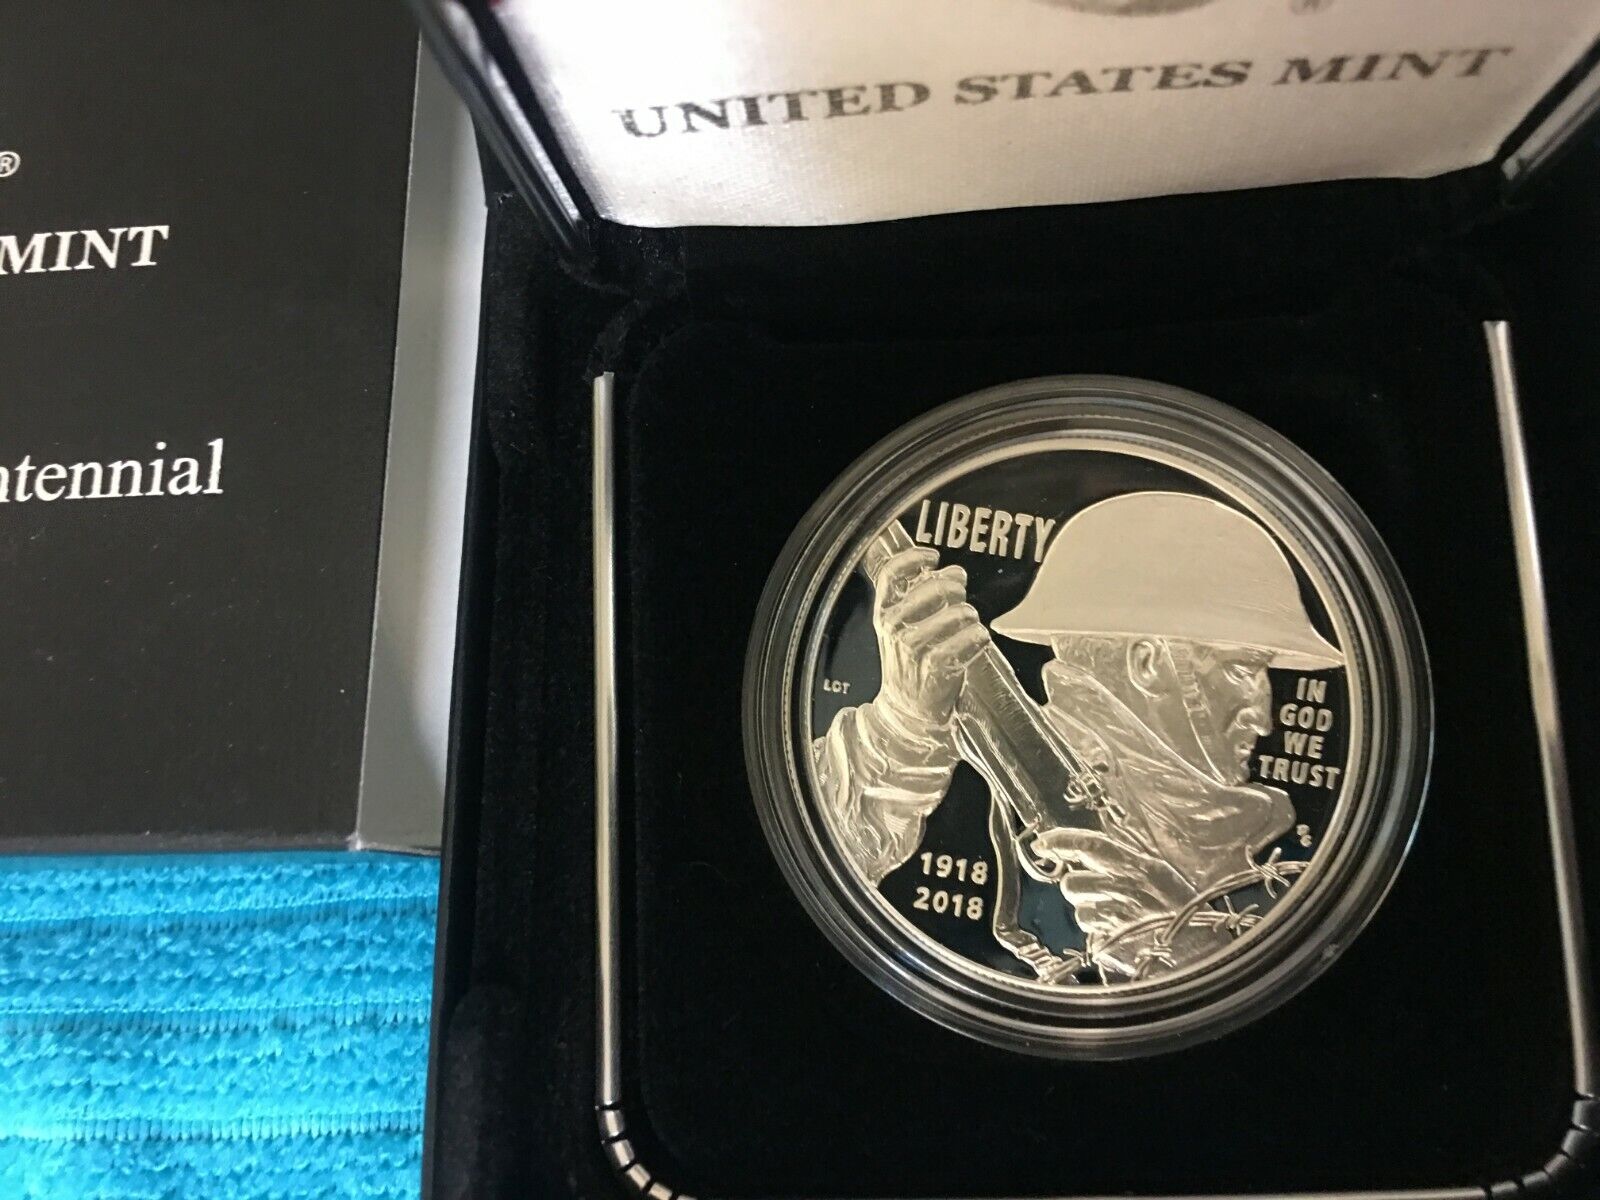 ®
MINT
ntennial
®
UNITED STATES MINT
LIBERTY
LCT
IN
GOD
WE
TRUST
1918
2018